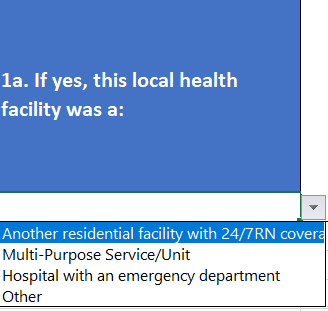 1a. If yes, this local health
facility was a:
Another residential facility with 24/7RN covera
Multi-Purpose Service/Unit
Hospital with an emergency department
Other